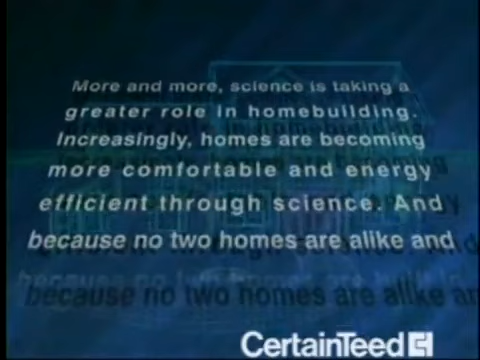 More and more, science is taking a
greater role in homebuilding.
Increasingly, homes are becoming
more comfortable and energy
efficient through science. And
because no two homes are alike and
because no two homes are alike an
CertainTeed